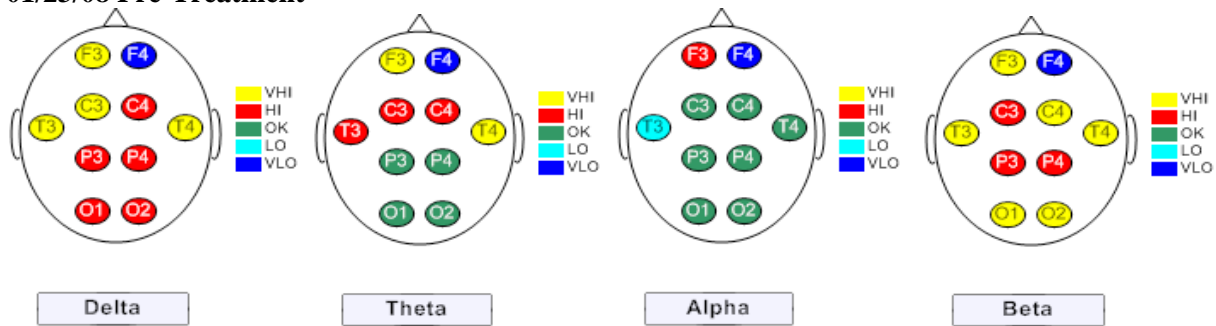 Pre-Treatment
F3 F4
C3 C4
T3 T4
P3 P4
O1 O2
VHI
HI
OK
LO
VLO
Delta
F3 F4
C3 C4
T3 T4
P3 P4
O1 O2
VHI
HI
OK
LO
VLO
Theta
F3 F4
C3 C4
T3 T4
P3 P4
O1 O2
VHI
HI
OK
LO
VLO
Alpha
F3 F4
C3 C4
T3 T4
P3 P4
O1 O2
VHI
HI
OK
LO
VLO
Beta